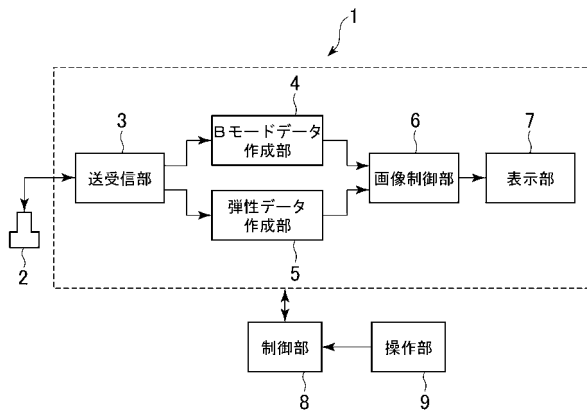 1
3
送受信部
4
Bモードデータ
作成部
弾性データ
作成部
5
6
画像制御部
7
表示部
2
制御部
8
操作部
9